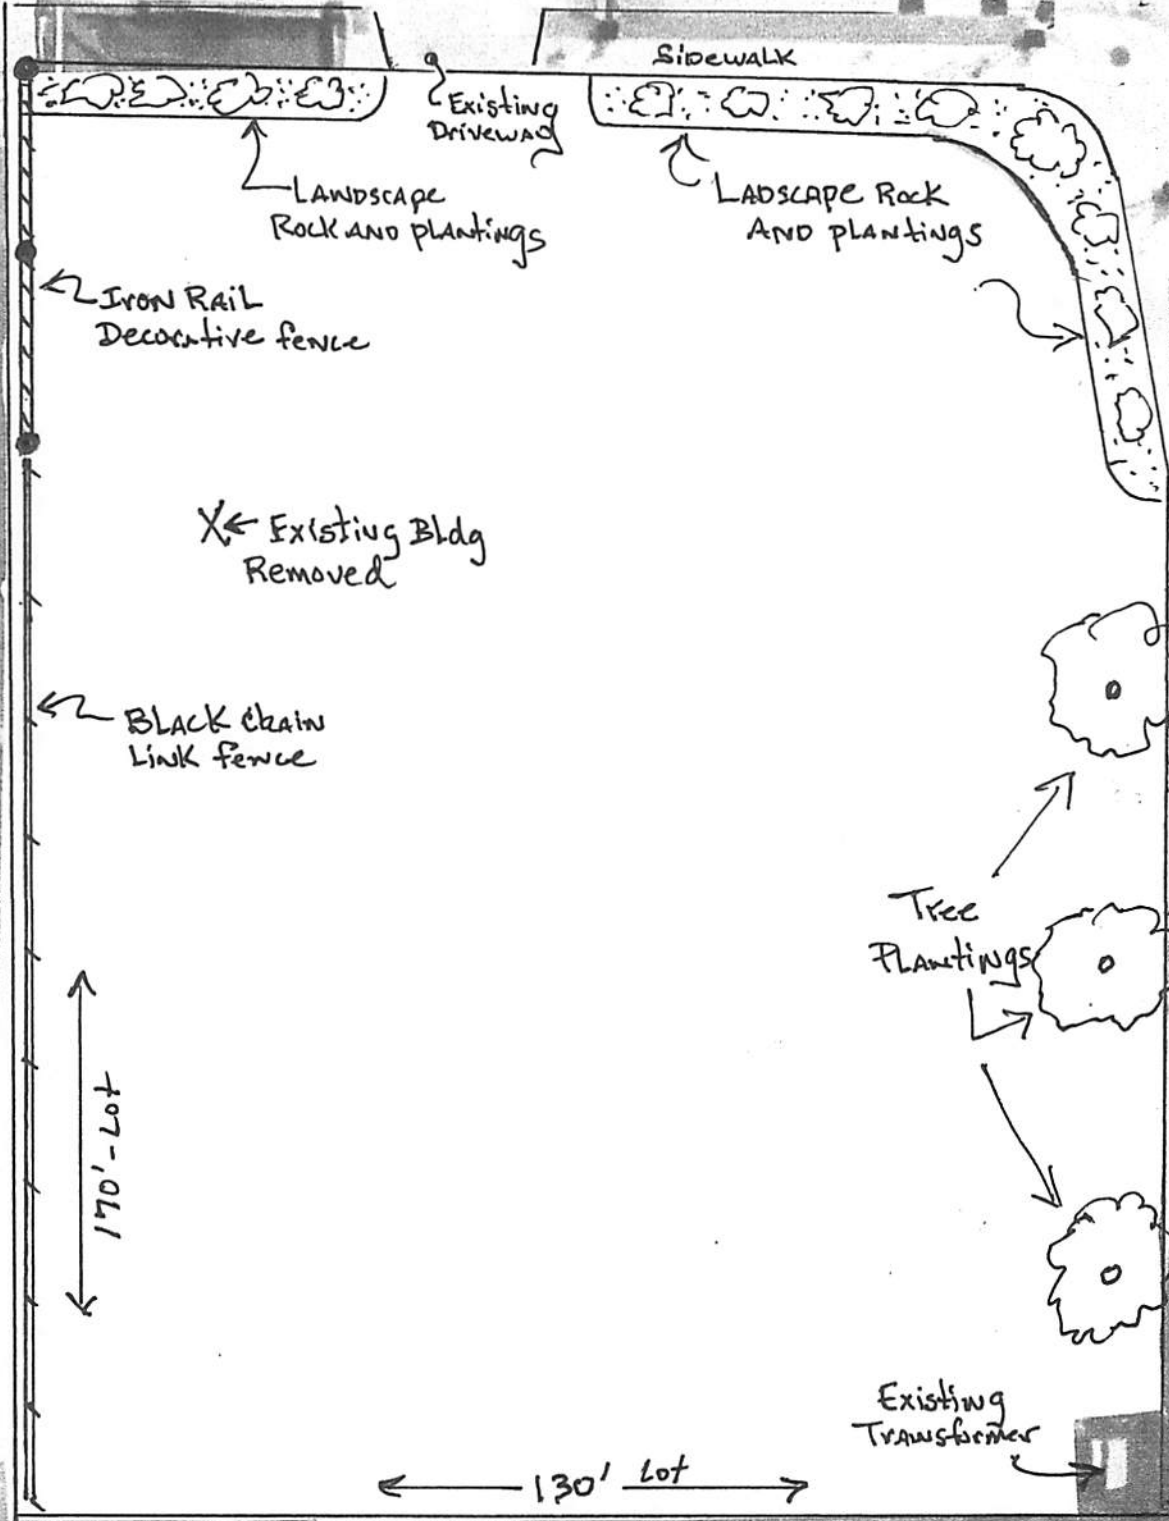 Sidewalk
Existing
Driveway
Landscape
Rock and plantings
Ladscape Rock
and plantings
Iron Rail
Decorative fence
X Existing Bldg
Removed
Black Chain
Link fence
Tree
Plantings
170'-Lot
Existing
Transformer
130' Lot